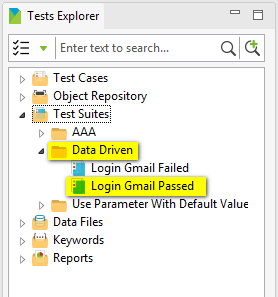 Tests Explorer
Enter text to search...
Test Cases
Object Repository
Test Suites
AAA
Data Driven
Login Gmail Failed
Login Gmail Passed
Use Parameter With Default Value
Data Files
Keywords
Reports